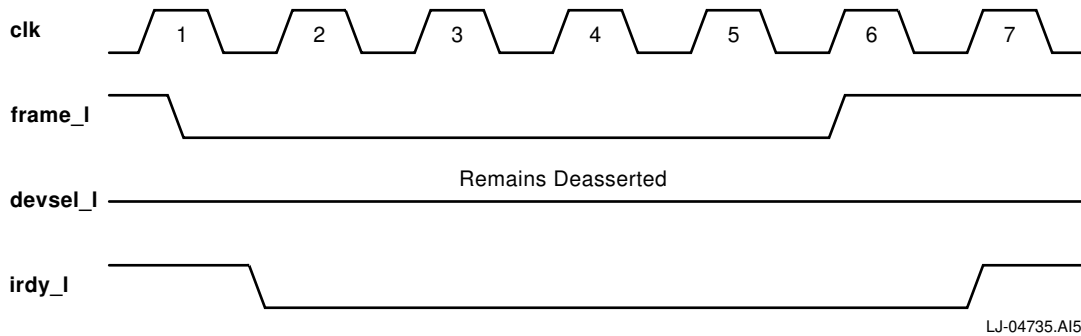 clk
1 2 3 4 5 6 7
frame_l
Remains Deasserted
devsel_l
irdy_l
LJ-04735.AI5